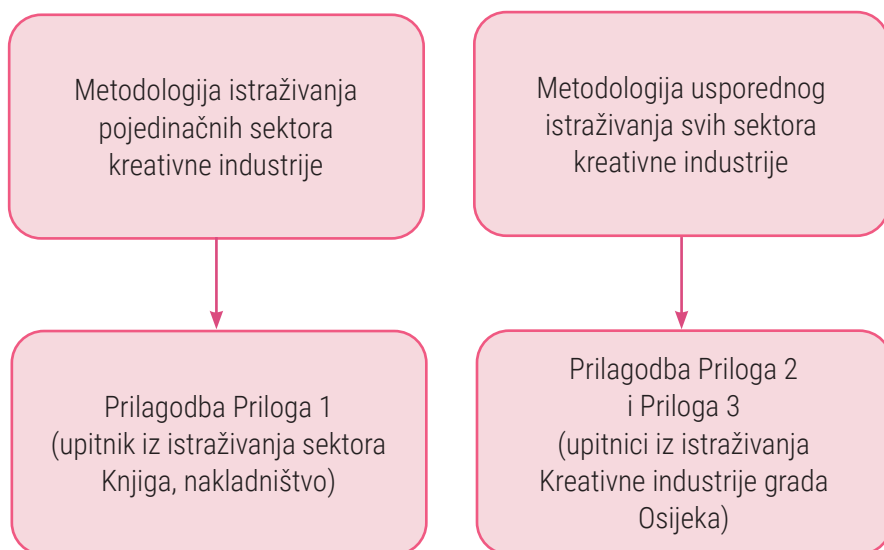 Metodologija istraživanja
pojedinačnih sektora
kreativne industrije
Metodologija usporednog
istraživanja svih sektora
kreativne industrije
Prilagodba Priloga 1
(upitnik iz istraživanja sektora
Knjiga, nakladništvo)
Prilagodba Priloga 2
i Priloga 3
(upitnici iz istraživanja
Kreativne industrije grada
Osijeka)